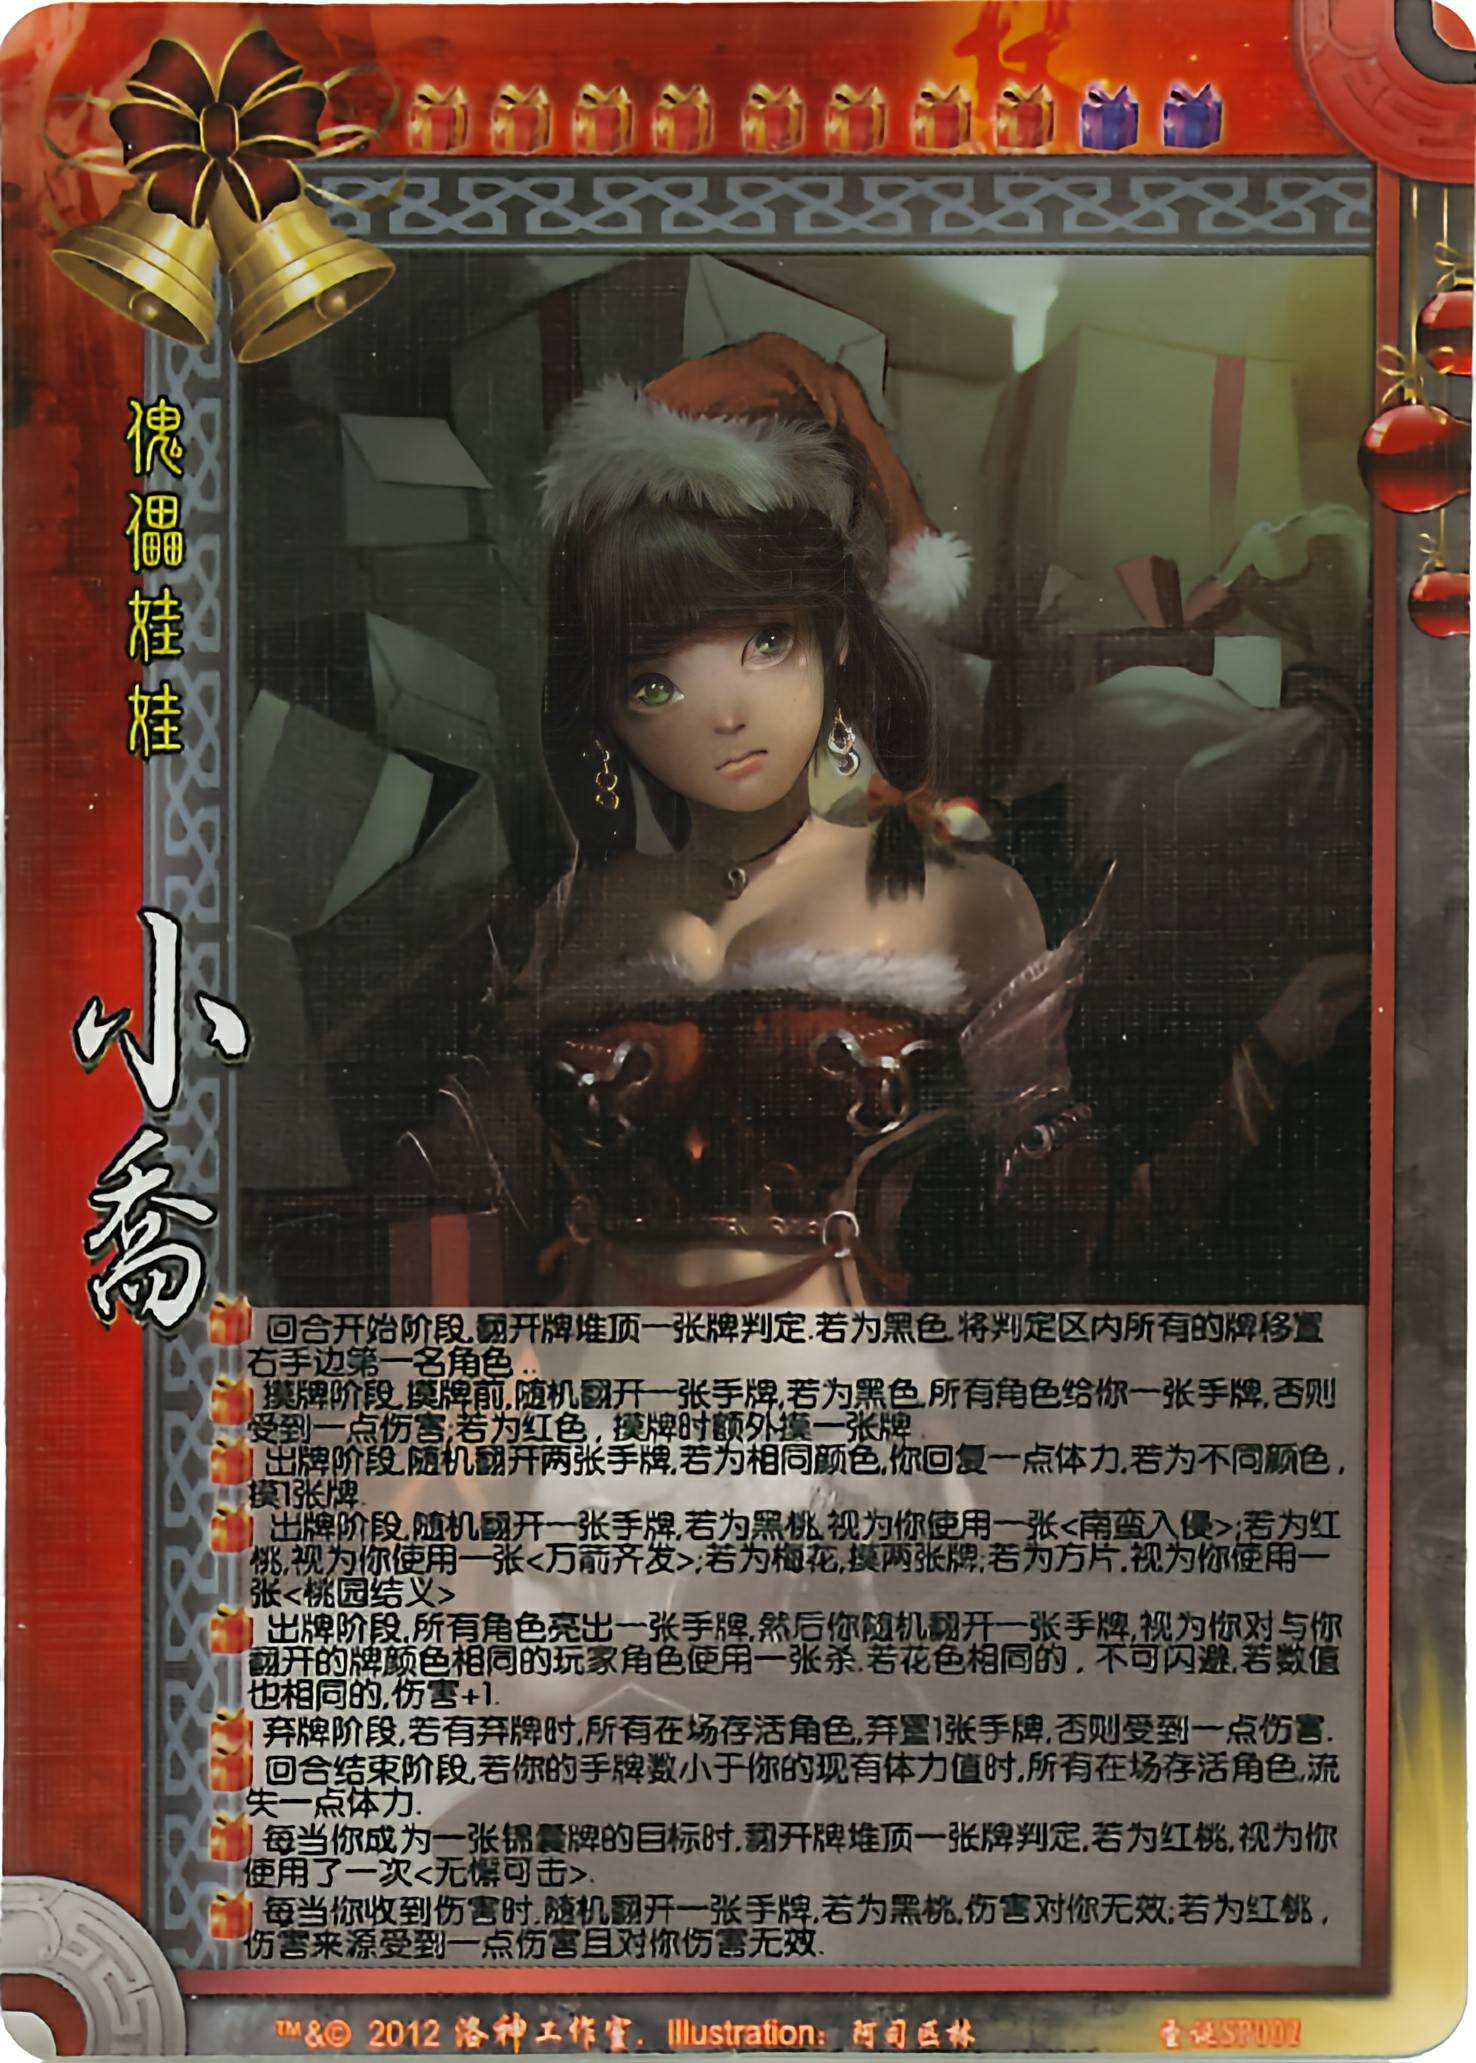 傀儡娃娃
小乔
回合开始阶段,翻开牌堆顶一张牌判定.若为黑色.将判定区内所有的牌移置
右手边第一名角色..
摸牌阶段,摸牌前,随机翻开一张手牌,若为黑色.所有角色给你一张手牌,否则
受到一点伤害;若为红色,摸牌时额外摸一张牌.
出牌阶段.随机翻开两张手牌,若为相同颜色,你回复一点体力,若为不同颜色,
摸1张牌.
出牌阶段,随机翻开一张手牌,若为黑桃,视为你使用一张<南蛮入侵>;若为红
桃,视为你使用一张<万箭齐发>;若为梅花,摸两张牌;若为方片,视为你使用一
张<桃园结义>
出牌阶段,所有角色亮出一张手牌,然后你随机翻开一张手牌,视为你对与你
翻开的牌颜色相同的玩家角色使用一张杀.若花色相同的,不可闪避,若数值
也相同的,伤害+1.
弃牌阶段,若有弃牌时,所有在场存活角色,弃置1张手牌,否则受到一点伤害.
回合结束阶段,若你的手牌数小于你的现有体力值时,所有在场存活角色,流
失一点体力.
每当你成为一张锦囊牌的目标时,翻开牌堆顶一张牌判定,若为红桃,视为你
使用了一次<无懈可击>.
每当你收到伤害时.随机翻开一张手牌,若为黑桃,伤害对你无效;若为红桃,
伤害来源受到一点伤害且对你伤害无效.
™&© 2012 洛神工作室. Illustration: 阿司匹林 圣诞SP002